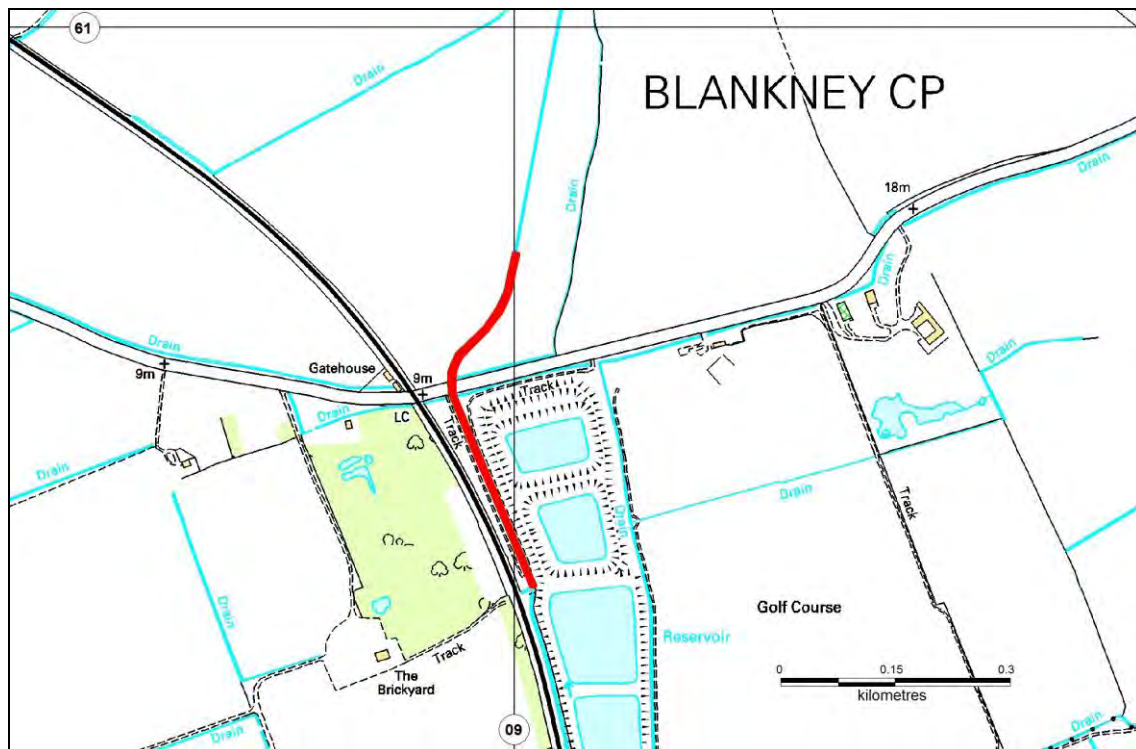 61
BLANKNEY CP
Drain
Drain
Drain
18m
Drain
Drain
Drain
9m
Gatehouse
9m
LC
Drain
Track
Track
Drain
Drain
Drain
Drain
Track
Drain
Golf Course
Reservoir
Track
The
Brickyard
0
0.15
0.3
kilometres
Drain
Drain
09